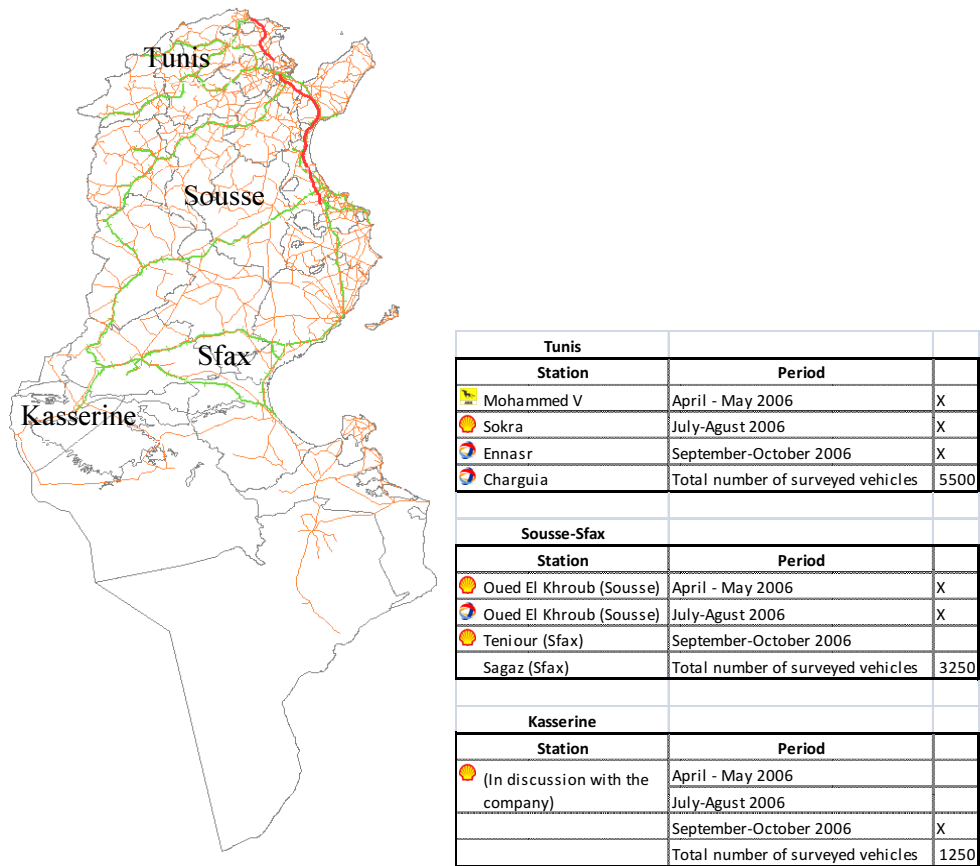 Tunis
Sousse
Sfax
Kasserine
Tunis
Station Period
Mohammed V April - May 2006 X
Sokra July-Agust 2006 X
Ennasr September-October 2006 X
Charguia Total number of surveyed vehicles 5500
Sousse-Sfax
Station Period
Oued El Khroub (Sousse) April - May 2006 X
Oued El Khroub (Sousse) July-Agust 2006 X
Teniour (Sfax) September-October 2006
Sagaz (Sfax) Total number of surveyed vehicles 3250
Kasserine
Station Period
(In discussion with the April - May 2006
company) July-Agust 2006
September-October 2006 X
Total number of surveyed vehicles 1250